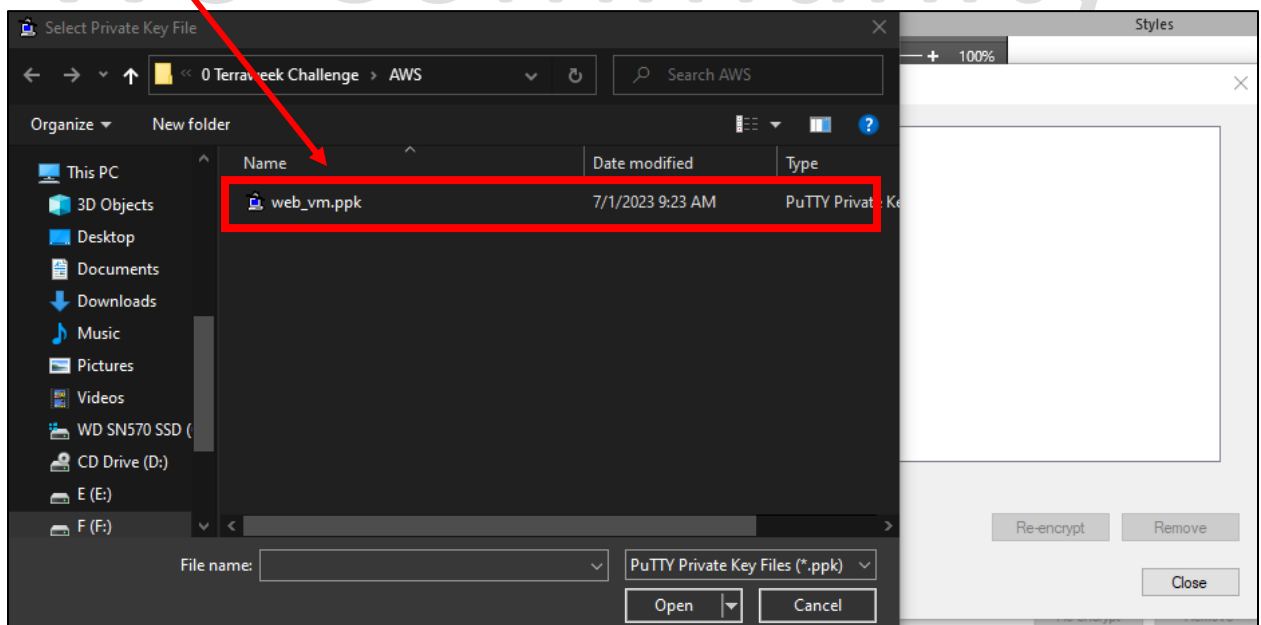 Select Private Key File
Styles
100%
« 0 Terraweek Challenge › AWS
Search AWS
Organize
New folder
Name
Date modified
Type
This PC
3D Objects
Desktop
Documents
Downloads
Music
Pictures
Videos
WD SN570 SSD (
CD Drive (D:)
E (E:)
F (F:)
web_vm.ppk
7/1/2023 9:23 AM
PuTTY Private Ke
Re-encrypt
Remove
Close
File name:
PuTTY Private Key Files (*.ppk)
Open
Cancel